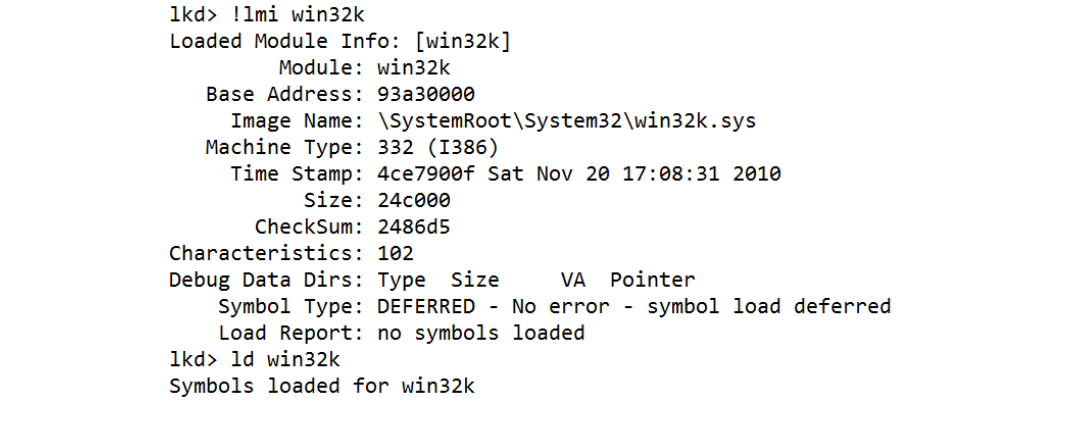 lkd> !lmi win32k
Loaded Module Info: [win32k]
Module: win32k
Base Address: 93a30000
Image Name: \SystemRoot\System32\win32k.sys
Machine Type: 332 (I386)
Time Stamp: 4ce7900f Sat Nov 20 17:08:31 2010
Size: 24c000
CheckSum: 2486d5
Characteristics: 102
Debug Data Dirs: Type  Size     VA  Pointer
Symbol Type: DEFERRED - No error - symbol load deferred
Load Report: no symbols loaded
lkd> ld win32k
Symbols loaded for win32k